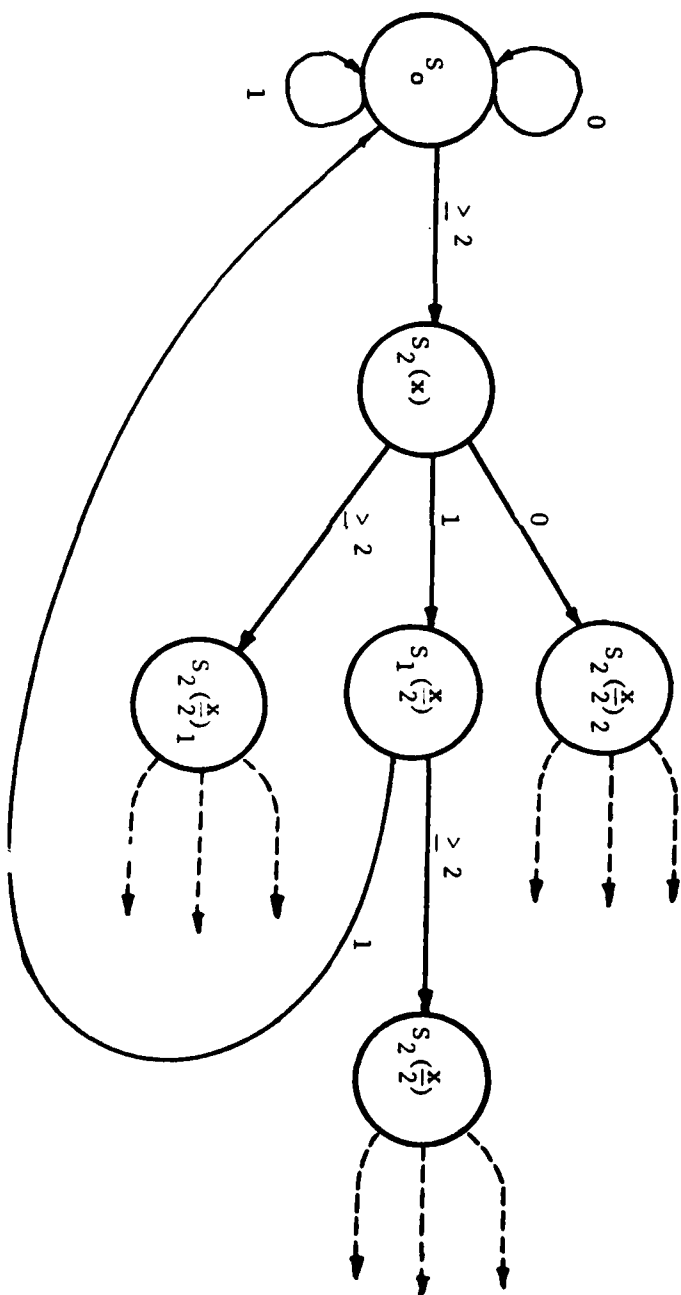 0
S₀
1
≥ 2
S₂(x)
0
1
≥ 2
S₂(x/2)₂
S₁(x/2)
S₂(x/2)₁
≥ 2
1
S₂(x/2)